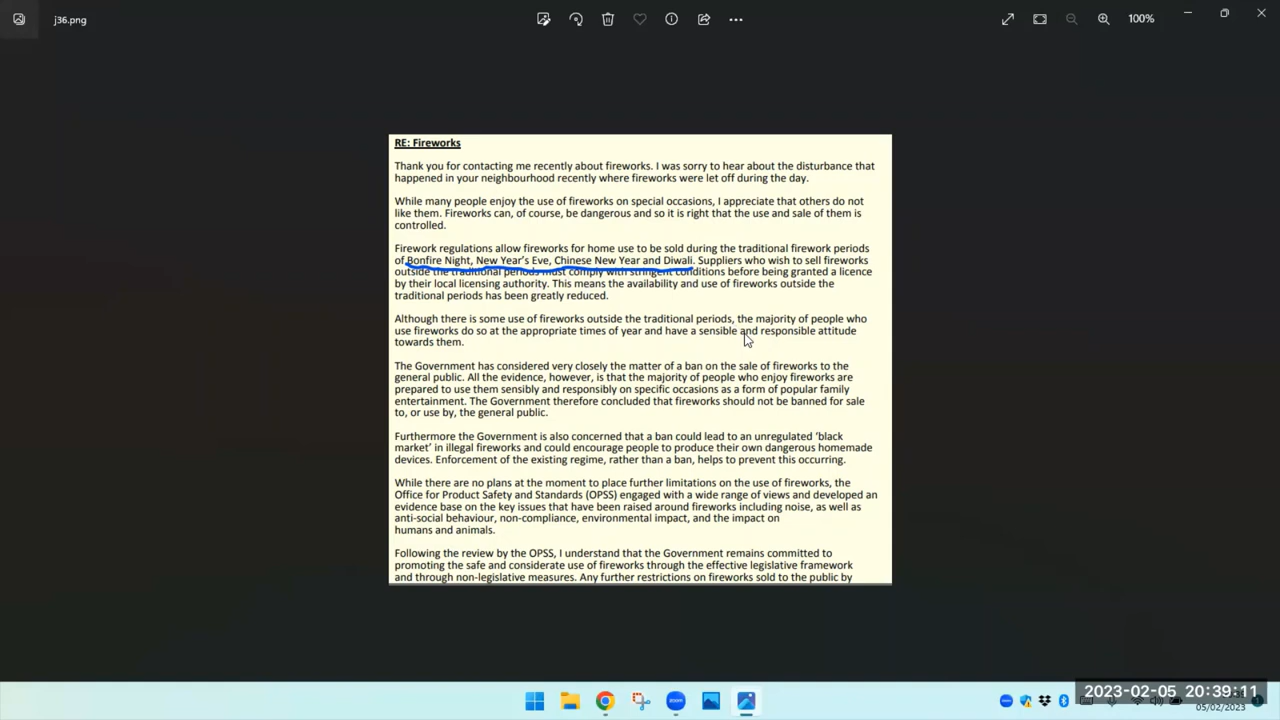 j36.png
100%
RE: Fireworks
Thank you for contacting me recently about fireworks. I was sorry to hear about the disturbance that
happened in your neighbourhood recently where fireworks were let off during the day.
While many people enjoy the use of fireworks on special occasions, I appreciate that others do not
like them. Fireworks can, of course, be dangerous and so it is right that the use and sale of them is
controlled.
Firework regulations allow fireworks for home use to be sold during the traditional firework periods
of Bonfire Night, New Year's Eve, Chinese New Year and Diwali. Suppliers who wish to sell fireworks
outside the traditional periods must comply with stringent conditions before being granted a licence
by their local licensing authority. This means the availability and use of fireworks outside the
traditional periods has been greatly reduced.
Although there is some use of fireworks outside the traditional periods, the majority of people who
use fireworks do so at the appropriate times of year and have a sensible and responsible attitude
towards them.
The Government has considered very closely the matter of a ban on the sale of fireworks to the
general public. All the evidence, however, is that the majority of people who enjoy fireworks are
prepared to use them sensibly and responsibly on specific occasions as a form of popular family
entertainment. The Government therefore concluded that fireworks should not be banned for sale
to, or use by, the general public.
Furthermore the Government is also concerned that a ban could lead to an unregulated ‘black
market’ in illegal fireworks and could encourage people to produce their own dangerous homemade
devices. Enforcement of the existing regime, rather than a ban, helps to prevent this occurring.
While there are no plans at the moment to place further limitations on the use of fireworks, the
Office for Product Safety and Standards (OPSS) engaged with a wide range of views and developed an
evidence base on the key issues that have been raised around fireworks including noise, as well as
anti-social behaviour, non-compliance, environmental impact, and the impact on
humans and animals.
Following the review by the OPSS, I understand that the Government remains committed to
promoting the safe and considerate use of fireworks through the effective legislative framework
and through non-legislative measures. Any further restrictions on fireworks sold to the public by
zoom
2023-02-05 20:39:11
05/02/2023